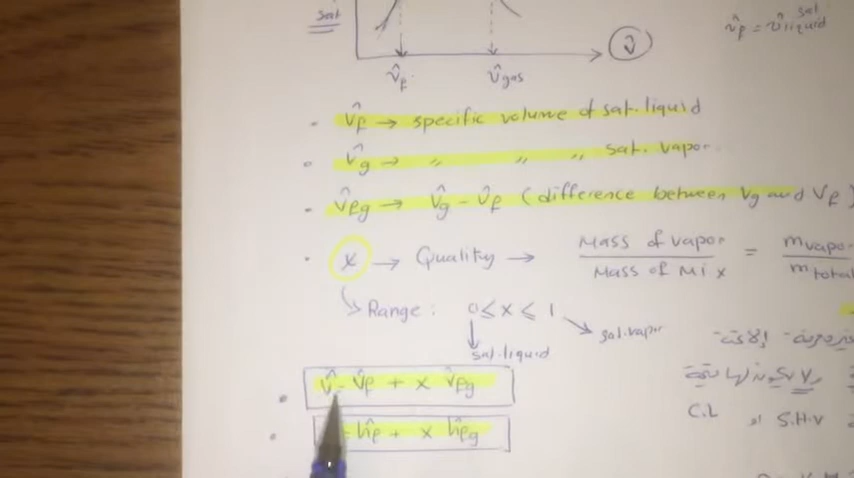 sat
v̂
v̂f
v̂gas
v̂f = v̂liquid sat
• v̂f → specific volume of sat. liquid
• v̂g → " " " sat. vapor
• v̂fg → v̂g - v̂f (difference between Vg and Vf)
• x → Quality → Mass of vapor / Mass of Mix = mvapor / mtotal
Range : 0 ≤ x ≤ 1
sat. liquid
sat. vapor
• v̂ = v̂f + x v̂fg
• = ĥf + x ĥfg
C.L
S.H.V